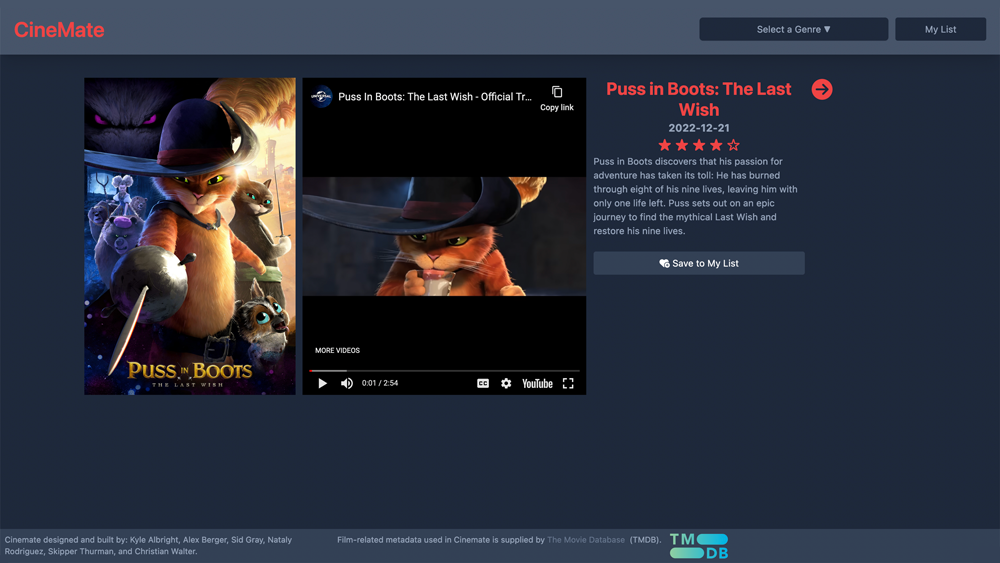 CineMate
Select a Genre ▼
My List
PUSS IN BOOTS
THE LAST WISH
UNIVERSAL
Puss In Boots: The Last Wish - Official Tr...
Copy link
MORE VIDEOS
0:01 / 2:54
CC
YouTube
Puss in Boots: The Last
Wish
2022-12-21
Puss in Boots discovers that his passion for
adventure has taken its toll: He has burned
through eight of his nine lives, leaving him with
only one life left. Puss sets out on an epic
journey to find the mythical Last Wish and
restore his nine lives.
Save to My List
Cinemate designed and built by: Kyle Albright, Alex Berger, Sid Gray, Nataly
Rodriguez, Skipper Thurman, and Christian Walter.
Film-related metadata used in Cinemate is supplied by The Movie Database (TMDB).
TM
DB